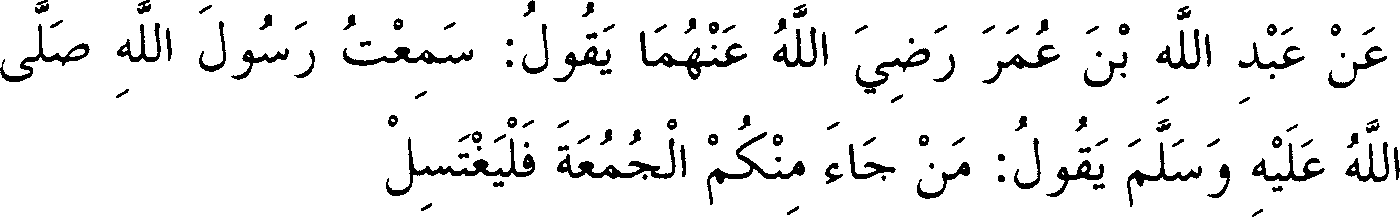 عَنْ عَبْدِ اللَّهِ بْنَ عُمَرَ رَضِيَ اللَّهُ عَنْهُمَا يَقُولُ: سَمِعْتُ رَسُولَ اللَّهِ صَلَّى
اللَّهُ عَلَيْهِ وَسَلَّمَ يَقُولُ: مَنْ جَاءَ مِنْكُمْ الْجُمُعَةَ فَلْيَغْتَسِلْ